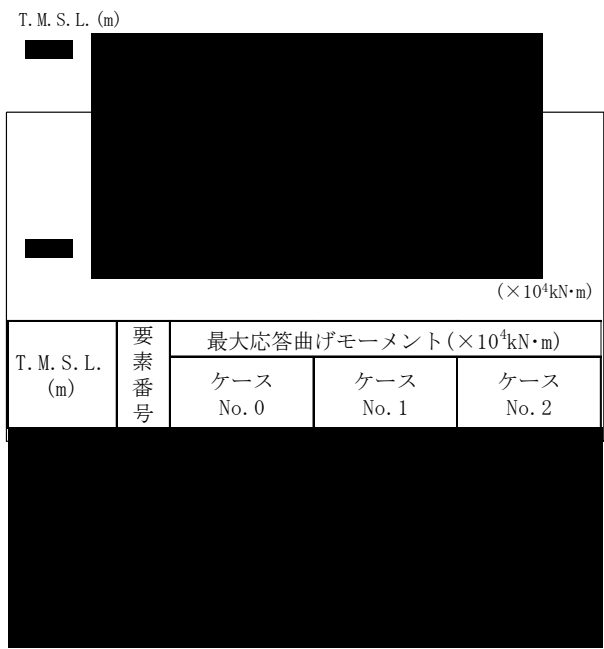 T.M.S.L.(m)
(×10⁴kN・m)
T.M.S.L.
(m)
要素番号
最大応答曲げモーメント(×10⁴kN・m)
ケース
No.0
ケース
No.1
ケース
No.2